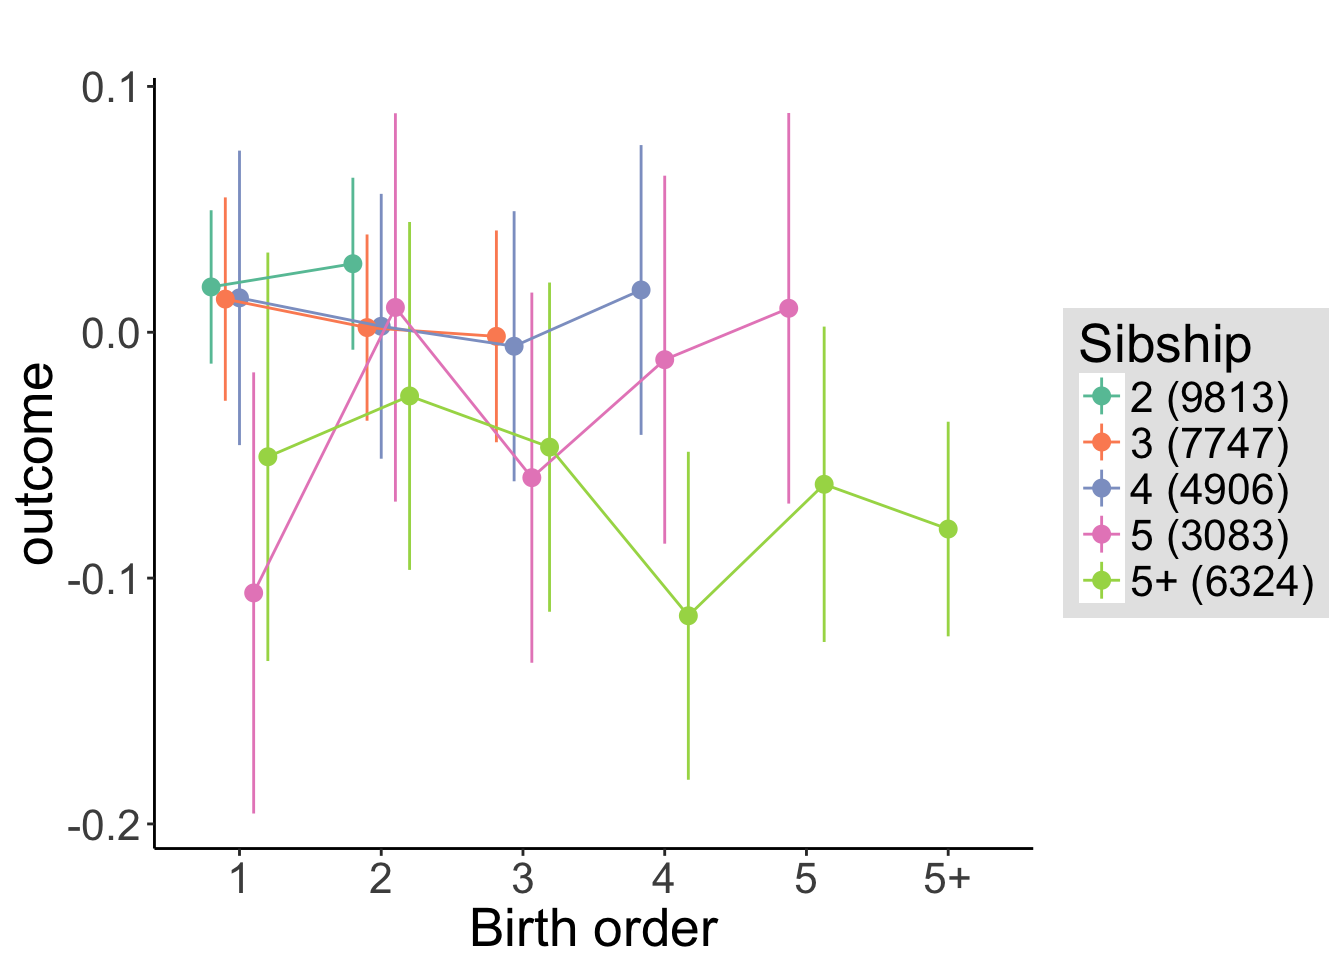 0.1
0.0
-0.1
-0.2
outcome
1 2 3 4 5 5+
Birth order
Sibship
2 (9813)
3 (7747)
4 (4906)
5 (3083)
5+ (6324)